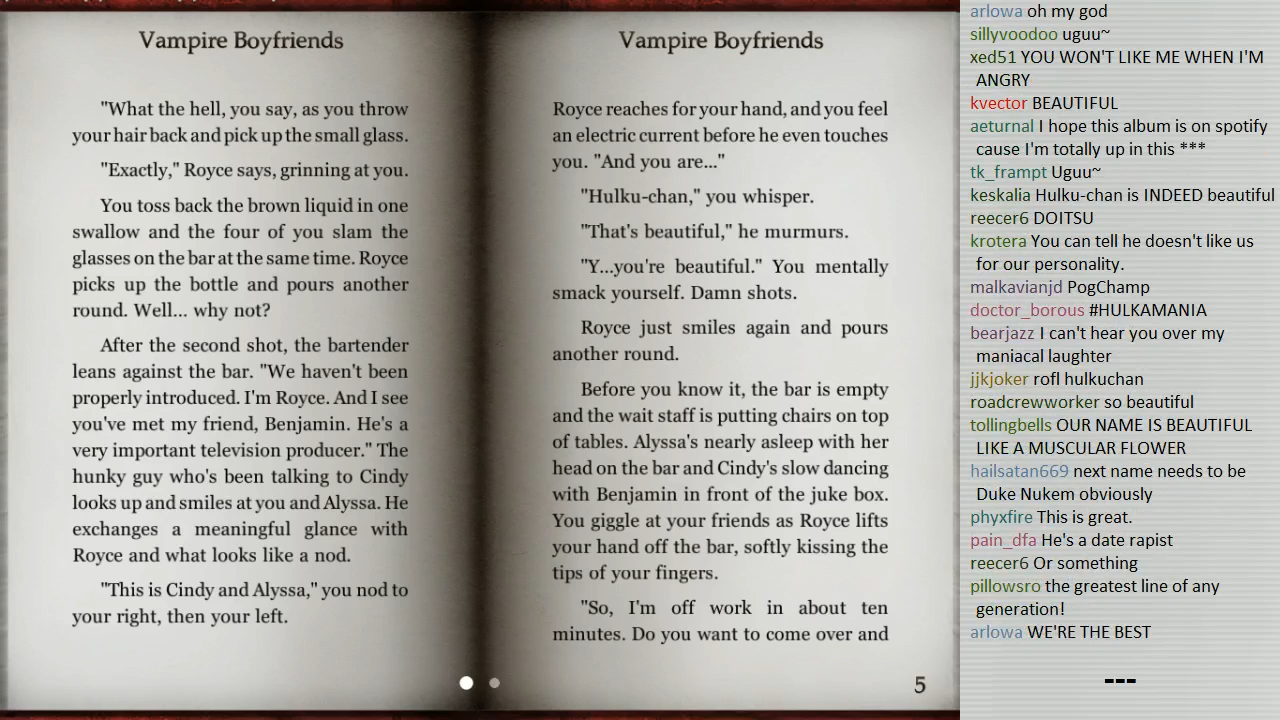 Vampire Boyfriends
"What the hell, you say, as you throw
your hair back and pick up the small glass.
"Exactly," Royce says, grinning at you.
You toss back the brown liquid in one
swallow and the four of you slam the
glasses on the bar at the same time. Royce
picks up the bottle and pours another
round. Well... why not?
After the second shot, the bartender
leans against the bar. "We haven't been
properly introduced. I'm Royce. And I see
you've met my friend, Benjamin. He's a
very important television producer." The
hunky guy who's been talking to Cindy
looks up and smiles at you and Alyssa. He
exchanges a meaningful glance with
Royce and what looks like a nod.
"This is Cindy and Alyssa," you nod to
your right, then your left.
Vampire Boyfriends
Royce reaches for your hand, and you feel
an electric current before he even touches
you. "And you are..."
"Hulku-chan," you whisper.
"That's beautiful," he murmurs.
"Y...you're beautiful." You mentally
smack yourself. Damn shots.
Royce just smiles again and pours
another round.
Before you know it, the bar is empty
and the wait staff is putting chairs on top
of tables. Alyssa's nearly asleep with her
head on the bar and Cindy's slow dancing
with Benjamin in front of the juke box.
You giggle at your friends as Royce lifts
your hand off the bar, softly kissing the
tips of your fingers.
"So, I'm off work in about ten
minutes. Do you want to come over and
5
arlowa oh my god
sillyvoodoo uguu~
xed51 YOU WON'T LIKE ME WHEN I'M
ANGRY
kvector BEAUTIFUL
aeturnal I hope this album is on spotify
cause I'm totally up in this ***
tk_frampt Uguu~
keskalia Hulku-chan is INDEED beautiful
reecer6 DOITSU
krotera You can tell he doesn't like us
for our personality.
malkavianjd PogChamp
doctor_borous #HULKAMANIA
bearjazz I can't hear you over my
maniacal laughter
jjkjoker rofl hulkuchan
roadcrewworker so beautiful
tollingbells OUR NAME IS BEAUTIFUL
LIKE A MUSCULAR FLOWER
hailsatan669 next name needs to be
Duke Nukem obviously
phyxfire This is great.
pain_dfa He's a date rapist
reecer6 Or something
pillowsro the greatest line of any
generation!
arlowa WE'RE THE BEST
---